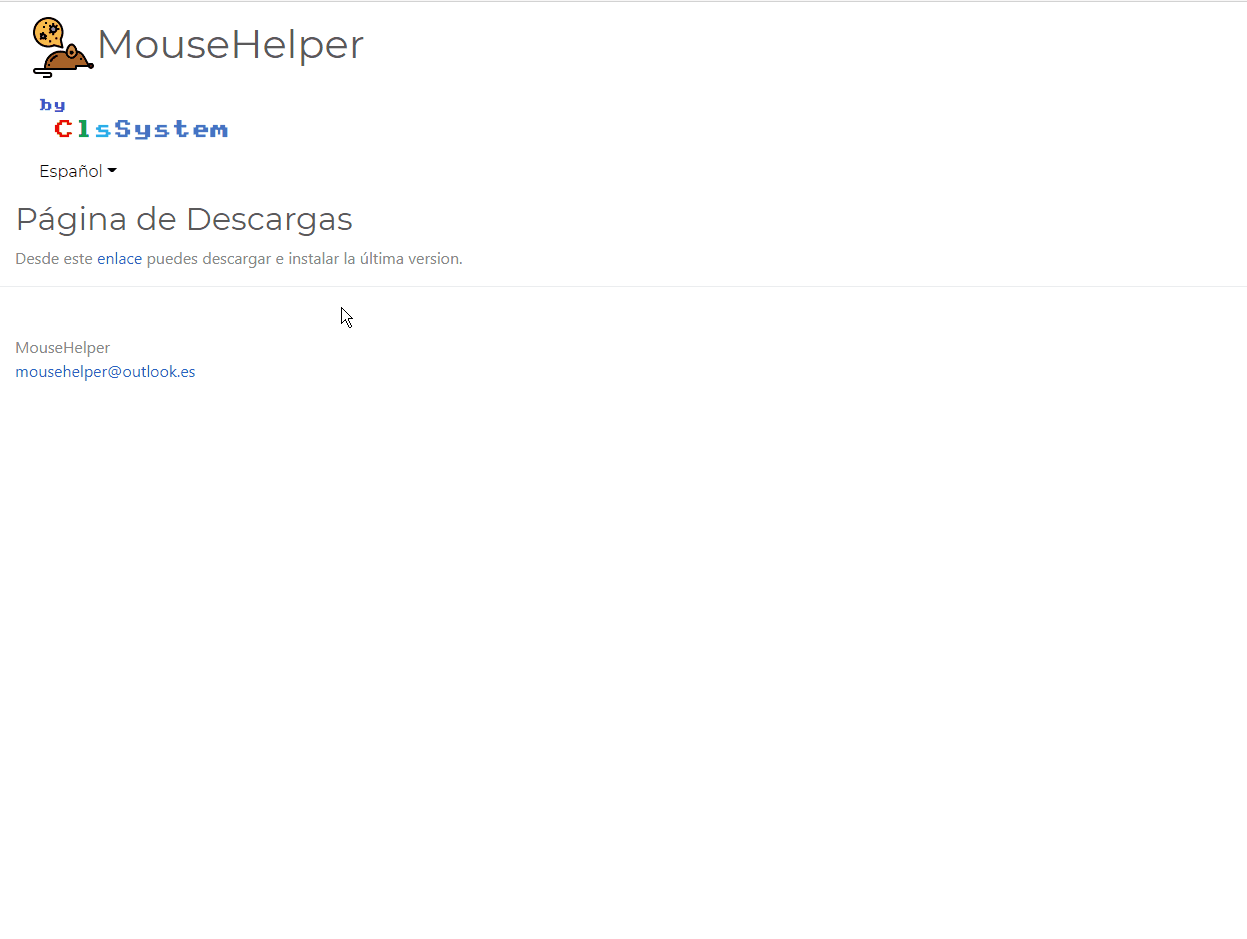 MouseHelper
by
ClsSystem
Español
Página de Descargas
Desde este enlace puedes descargar e instalar la última version.
MouseHelper
mousehelper@outlook.es